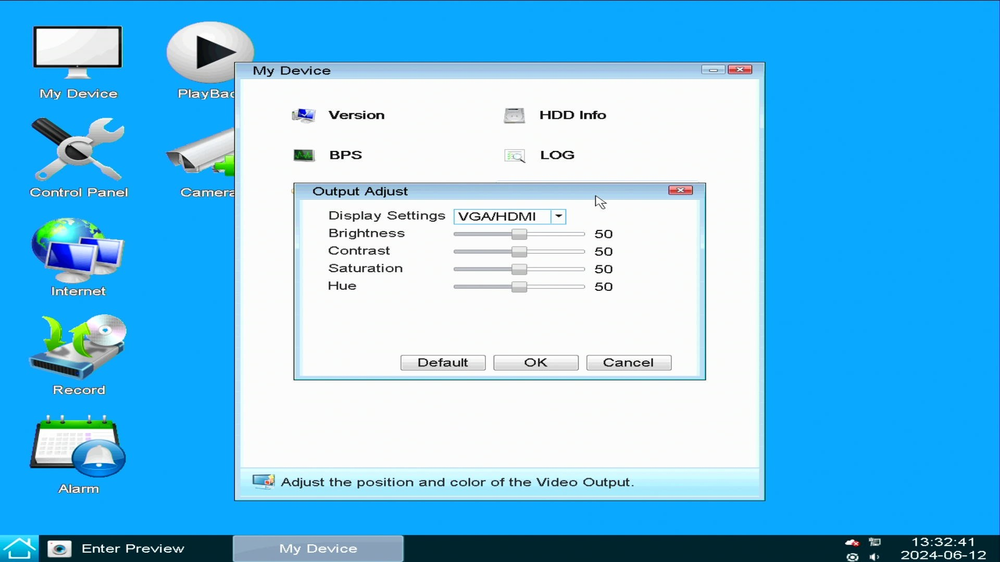 My Device
PlayBac
Control Panel
Camera
Internet
Record
Alarm
My Device
Version
HDD Info
BPS
LOG
Output Adjust
Display Settings VGA/HDMI
Brightness 50
Contrast 50
Saturation 50
Hue 50
Default OK Cancel
Adjust the position and color of the Video Output.
Enter Preview
My Device
13:32:41
2024-06-12